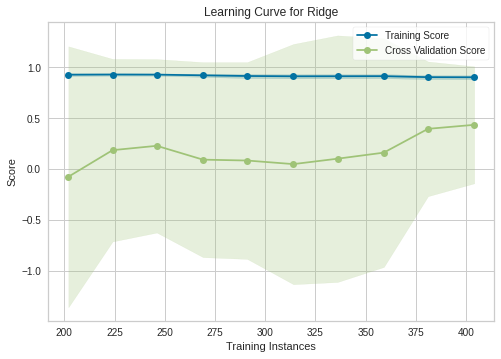 Learning Curve for Ridge
Training Score
Cross Validation Score
1.0
0.5
0.0
−0.5
−1.0
Score
200 225 250 275 300 325 350 375 400
Training Instances